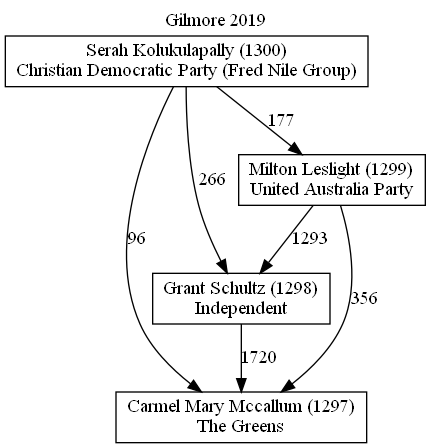 Gilmore 2019
Serah Kolukulapally (1300)
Christian Democratic Party (Fred Nile Group)
177
Milton Leslight (1299)
United Australia Party
266
96
1293
356
Grant Schultz (1298)
Independent
1720
Carmel Mary Mccallum (1297)
The Greens